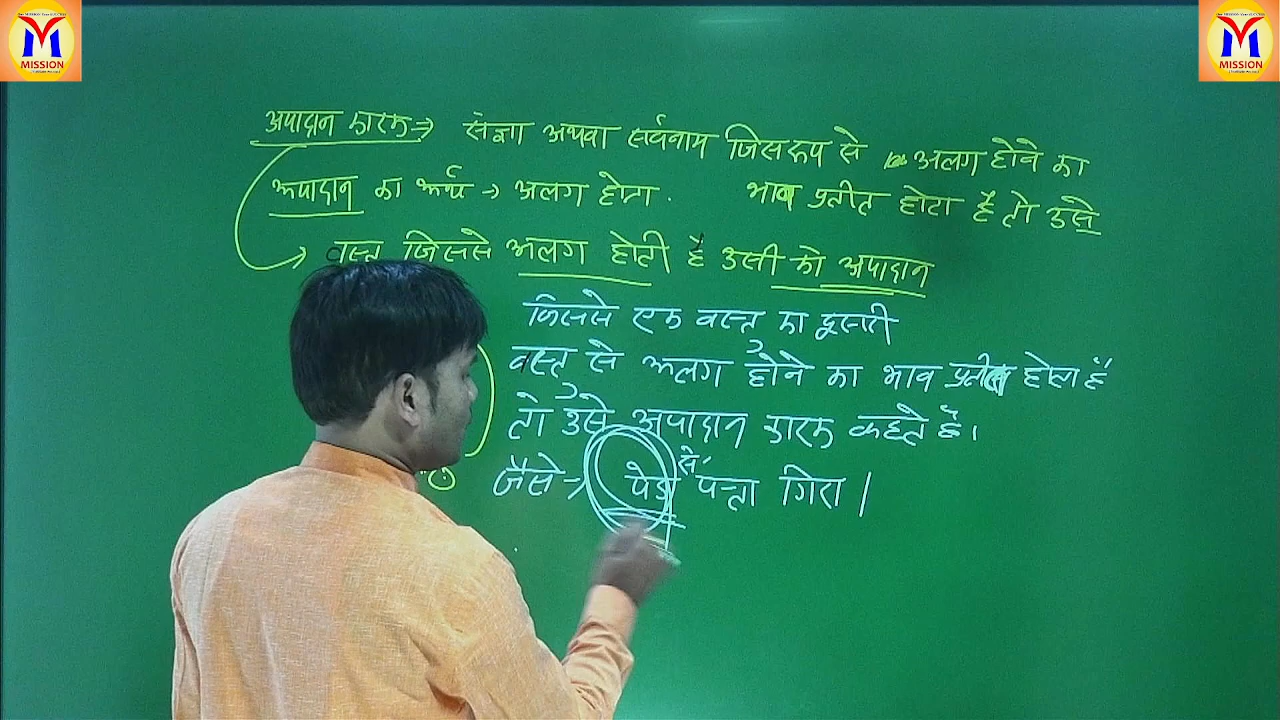 MISSION
MISSION
अपादान कारक → संज्ञा अथवा सर्वनाम जिस रूप से अलग होने का
भाव प्रतीत होता है तो उसे
अपादान का अर्थ → अलग होना.
वस्तु जिससे अलग होती है उसी को अपादान
जिससे एक वस्तु का दूसरी
वस्तु से अलग होने का भाव प्रतीत होता है
तो उसे अपादान कारक कहते हैं।
जैसे → पेड़ से पत्ता गिरा।